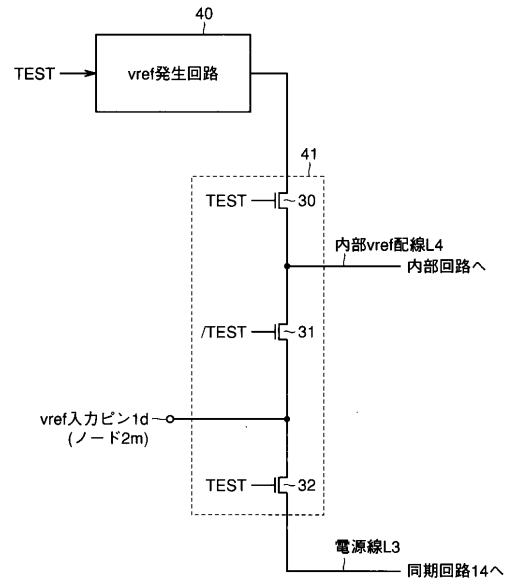 40
TEST
vref発生回路
41
TEST
30
内部vref配線L4
内部回路へ
/TEST
31
vref入力ピン1d
(ノード2m)
TEST
32
電源線L3
同期回路14へ